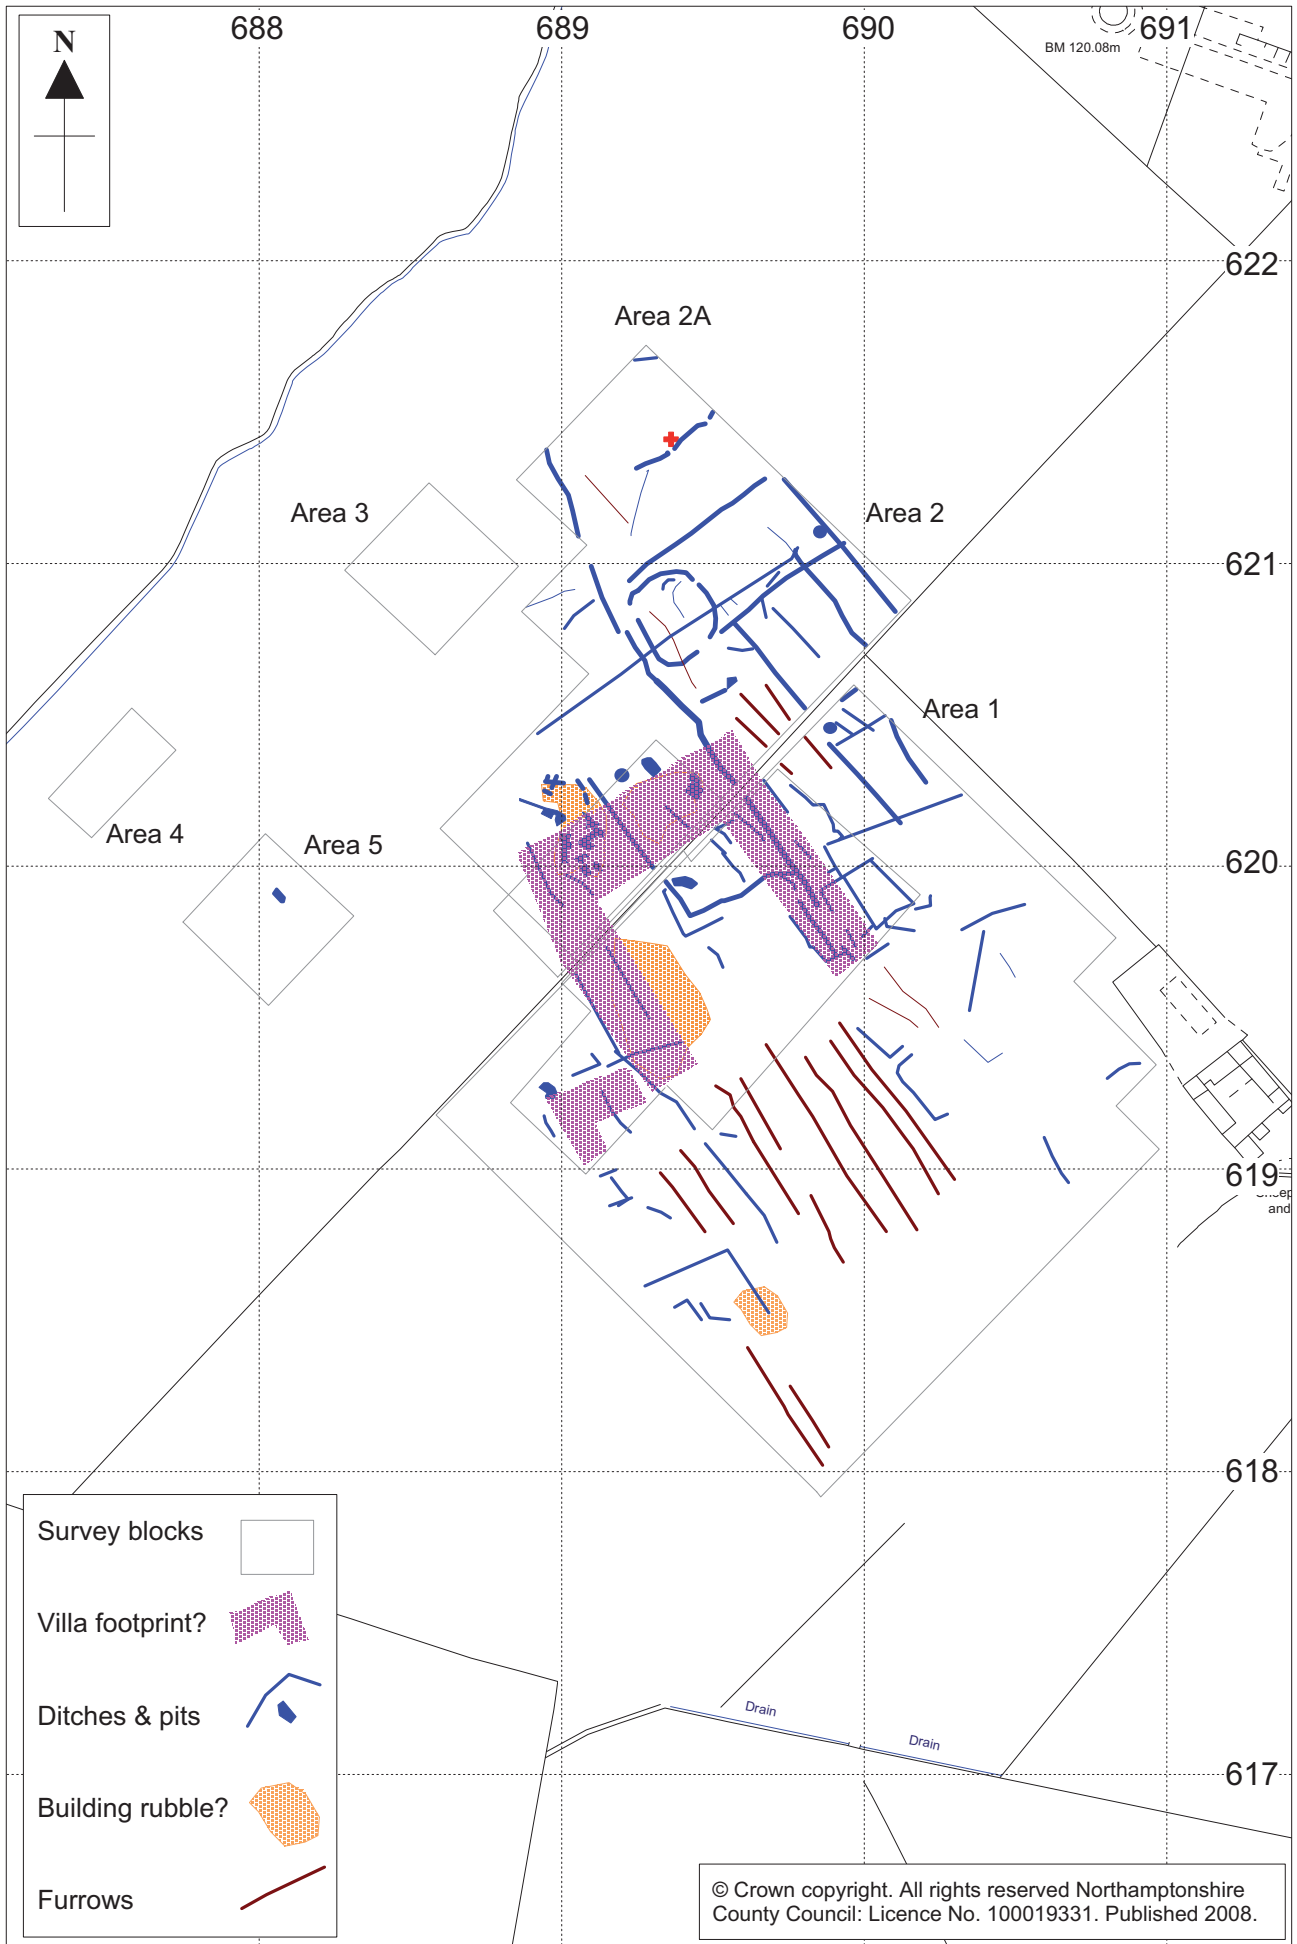 N
688
689
690
691
BM 120.08m
622
Area 2A
Area 3
Area 2
621
Area 1
Area 4
Area 5
620
619
and
618
Survey blocks
Villa footprint?
Ditches & pits
Building rubble?
Furrows
Drain
Drain
617
© Crown copyright. All rights reserved Northamptonshire
County Council: Licence No. 100019331. Published 2008.